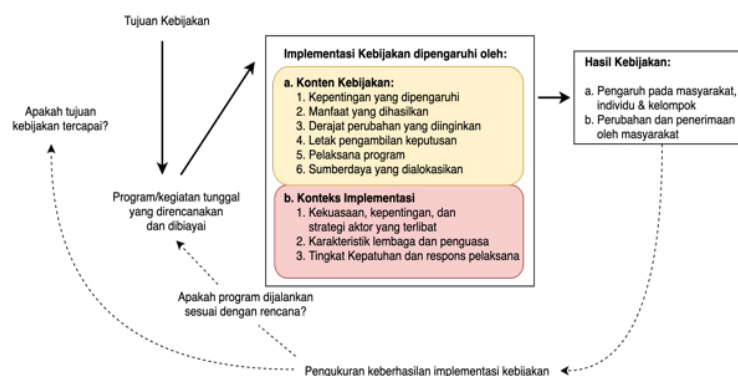 Tujuan Kebijakan
Apakah tujuan
kebijakan tercapai?
Program/kegiatan tunggal
yang direncanakan
dan dibiayai
Implementasi Kebijakan dipengaruhi oleh:
a. Konten Kebijakan:
1. Kepentingan yang dipengaruhi
2. Manfaat yang dihasilkan
3. Derajat perubahan yang diinginkan
4. Letak pengambilan keputusan
5. Pelaksana program
6. Sumberdaya yang dialokasikan
b. Konteks Implementasi
1. Kekuasaan, kepentingan, dan
strategi aktor yang terlibat
2. Karakteristik lembaga dan penguasa
3. Tingkat Kepatuhan dan respons pelaksana
Hasil Kebijakan:
a. Pengaruh pada masyarakat,
individu & kelompok
b. Perubahan dan penerimaan
oleh masyarakat
Apakah program dijalankan
sesuai dengan rencana?
Pengukuran keberhasilan implementasi kebijakan